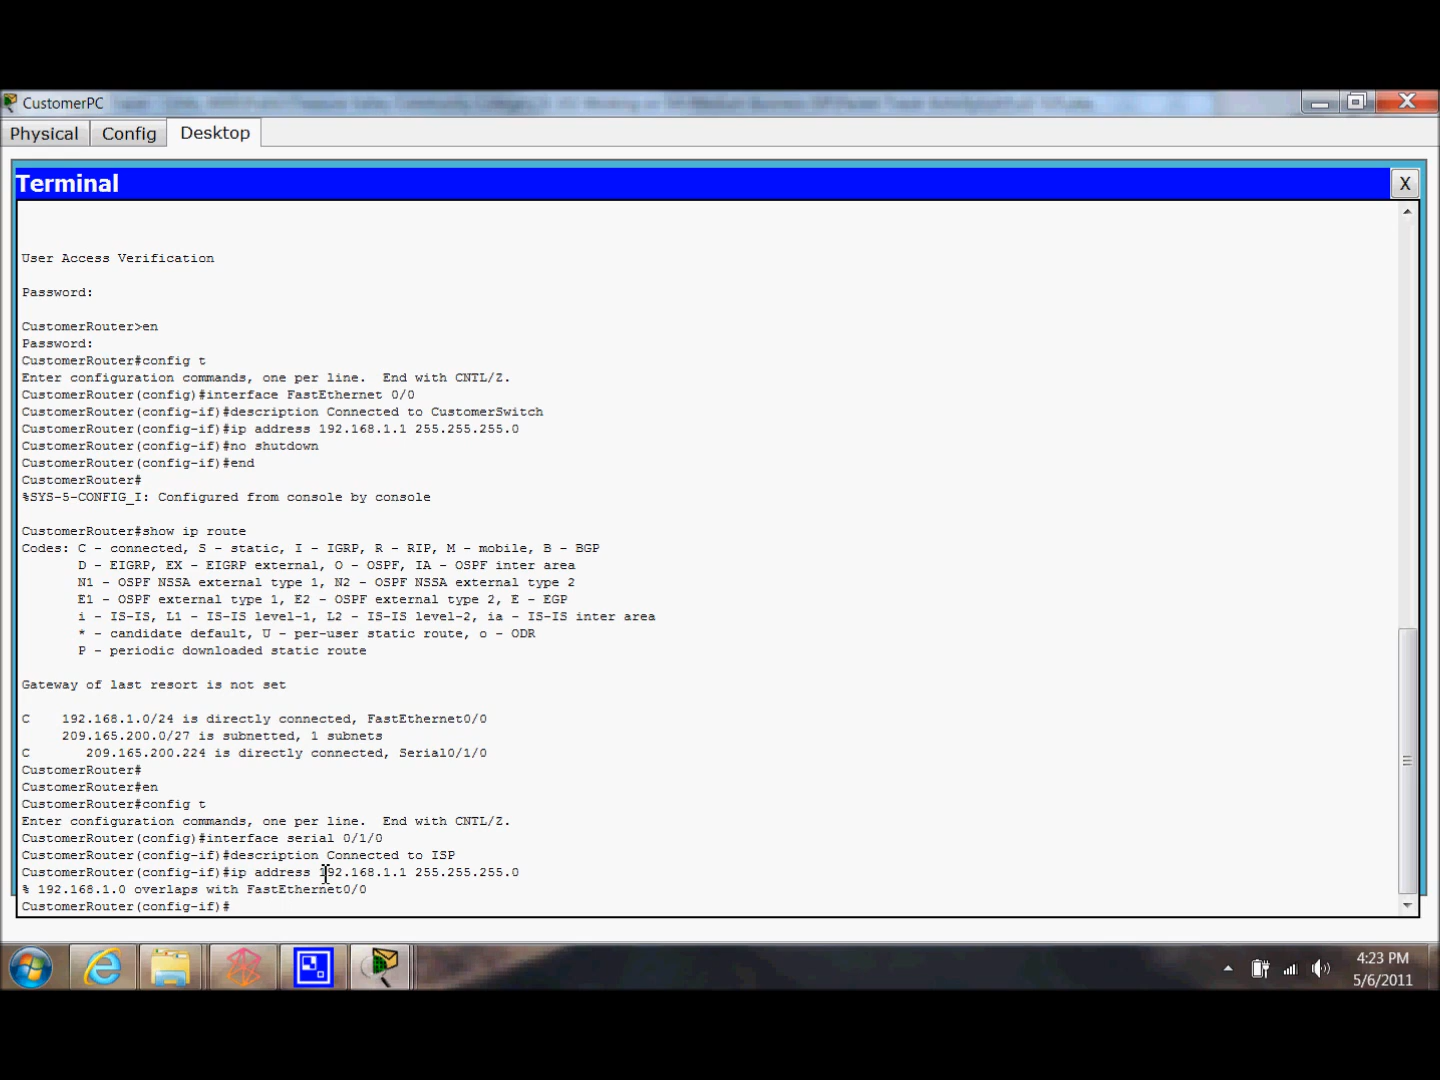 CustomerPC
Physical
Config
Desktop
Terminal
X
User Access Verification
Password:
CustomerRouter>en
Password:
CustomerRouter#config t
Enter configuration commands, one per line.  End with CNTL/Z.
CustomerRouter(config)#interface FastEthernet 0/0
CustomerRouter(config-if)#description Connected to CustomerSwitch
CustomerRouter(config-if)#ip address 192.168.1.1 255.255.255.0
CustomerRouter(config-if)#no shutdown
CustomerRouter(config-if)#end
CustomerRouter#
%SYS-5-CONFIG_I: Configured from console by console
CustomerRouter#show ip route
Codes: C - connected, S - static, I - IGRP, R - RIP, M - mobile, B - BGP
D - EIGRP, EX - EIGRP external, O - OSPF, IA - OSPF inter area
N1 - OSPF NSSA external type 1, N2 - OSPF NSSA external type 2
E1 - OSPF external type 1, E2 - OSPF external type 2, E - EGP
i - IS-IS, L1 - IS-IS level-1, L2 - IS-IS level-2, ia - IS-IS inter area
* - candidate default, U - per-user static route, o - ODR
P - periodic downloaded static route
Gateway of last resort is not set
C    192.168.1.0/24 is directly connected, FastEthernet0/0
209.165.200.0/27 is subnetted, 1 subnets
C       209.165.200.224 is directly connected, Serial0/1/0
CustomerRouter#
CustomerRouter#en
CustomerRouter#config t
Enter configuration commands, one per line.  End with CNTL/Z.
CustomerRouter(config)#interface serial 0/1/0
CustomerRouter(config-if)#description Connected to ISP
CustomerRouter(config-if)#ip address 192.168.1.1 255.255.255.0
% 192.168.1.0 overlaps with FastEthernet0/0
CustomerRouter(config-if)#
4:23 PM
5/6/2011